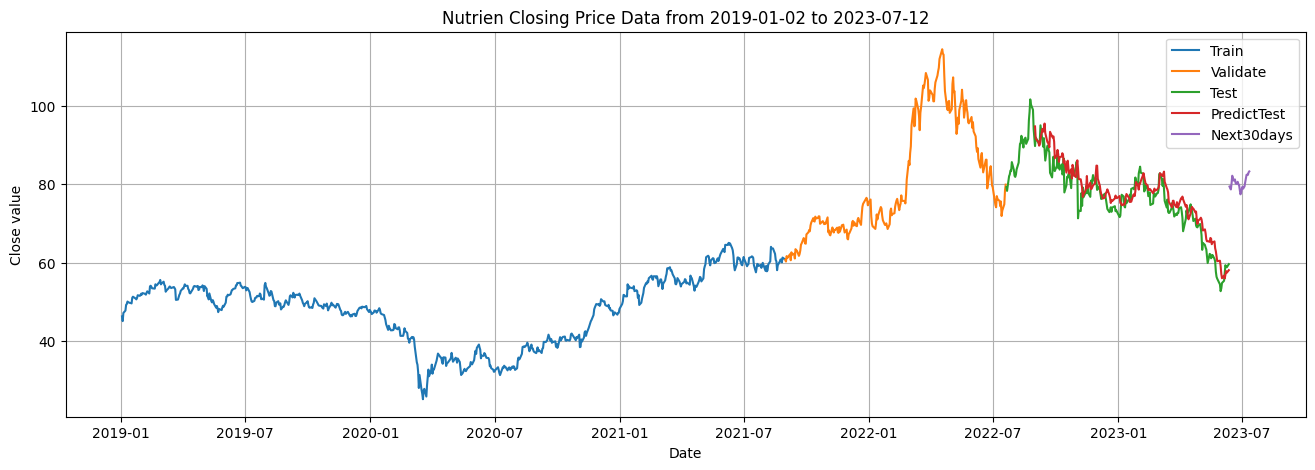 Nutrien Closing Price Data from 2019-01-02 to 2023-07-12
Train
Validate
Test
PredictTest
Next30days
Close value
100
80
60
40
2019-01
2019-07
2020-01
2020-07
2021-01
2021-07
2022-01
2022-07
2023-01
2023-07
Date